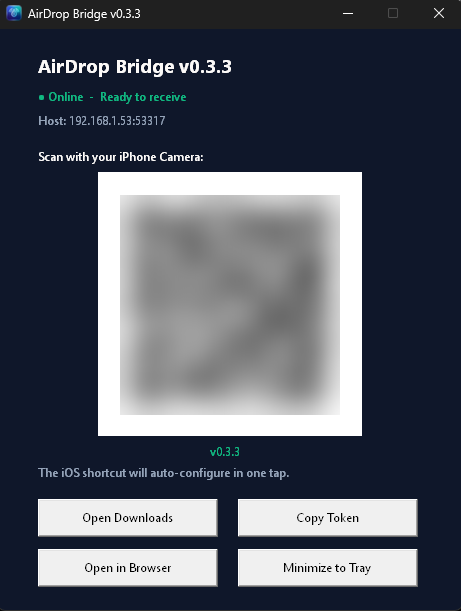 AirDrop Bridge v0.3.3
AirDrop Bridge v0.3.3
● Online - Ready to receive
Host: 192.168.1.53:53317
Scan with your iPhone Camera:
v0.3.3
The iOS shortcut will auto-configure in one tap.
Open Downloads
Copy Token
Open in Browser
Minimize to Tray